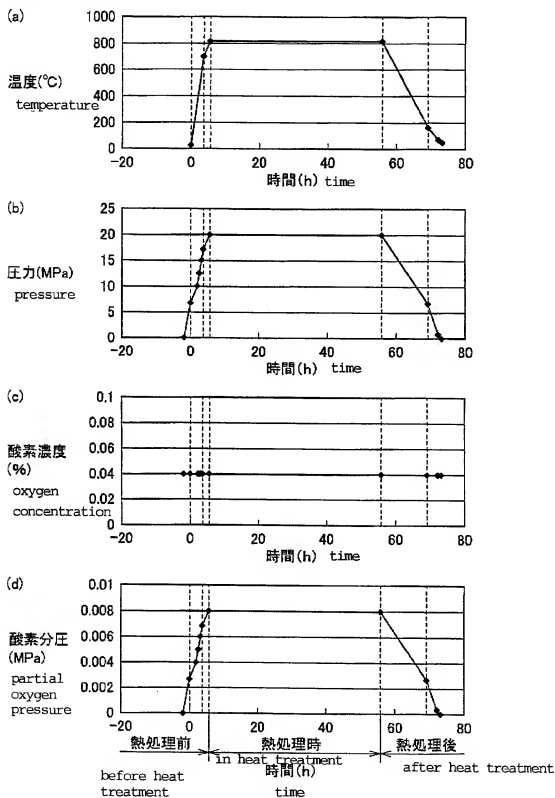 (a)
1000
800
600
400
200
0
温度(℃)
temperature
-20 0 20 40 60 80
時間(h) time
(b)
25
20
15
10
5
0
圧力(MPa)
pressure
-20 0 20 40 60 80
時間(h) time
(c)
0.1
0.08
0.06
0.04
0.02
0
酸素濃度
(%)
oxygen
concentration
-20 0 20 40 60 80
時間(h) time
(d)
0.01
0.008
0.006
0.004
0.002
0
酸素分圧
(MPa)
partial
oxygen
pressure
-20 0 20 40 60 80
熱処理前 熱処理時 熱処理後
before heat
treatment
in heat treatment
after heat treatment
時間(h)
time